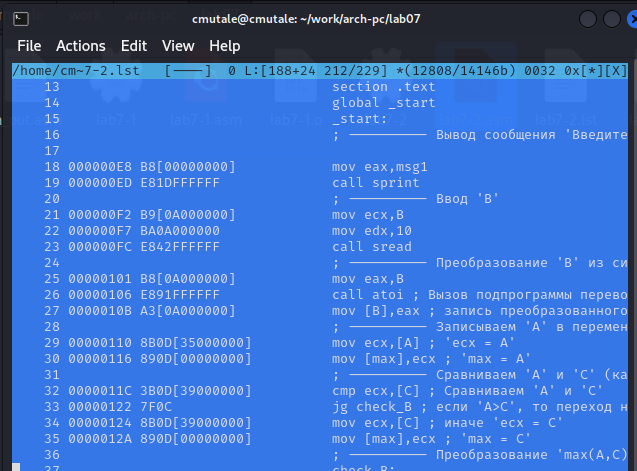 cmutale@cmutale: ~/work/arch-pc/lab07
File Actions Edit View Help
/home/cm~7-2.lst [----] 0 L:[188+24 212/229] *(12808/14146b) 0032 0x[*][X]
13 section .text
14 global _start
15 _start:
16 ; ---------- Вывод сообщения 'Введите
17
18 000000E8 B8[00000000] mov eax,msg1
19 000000ED E81DFFFFFF call sprint
20 ; ---------- Ввод 'B'
21 000000F2 B9[0A000000] mov ecx,B
22 000000F7 BA0A000000 mov edx,10
23 000000FC E842FFFFFF call sread
24 ; ---------- Преобразование 'B' из си
25 00000101 B8[0A000000] mov eax,B
26 00000106 E891FFFFFF call atoi ; Вызов подпрограммы перево
27 0000010B A3[0A000000] mov [B],eax ; запись преобразованного
28 ; ---------- Записываем 'A' в перемен
29 00000110 8B0D[35000000] mov ecx,[A] ; 'ecx = A'
30 00000116 890D[00000000] mov [max],ecx ; 'max = A'
31 ; ---------- Сравниваем 'A' и 'С' (ка
32 0000011C 3B0D[39000000] cmp ecx,[C] ; Сравниваем 'A' и 'С'
33 00000122 7F0C jg check_B ; если 'A>C', то переход н
34 00000124 8B0D[39000000] mov ecx,[C] ; иначе 'ecx = C'
35 0000012A 890D[00000000] mov [max],ecx ; 'max = C'
36 ; ---------- Преобразование 'max(A,C)
37 check_B: